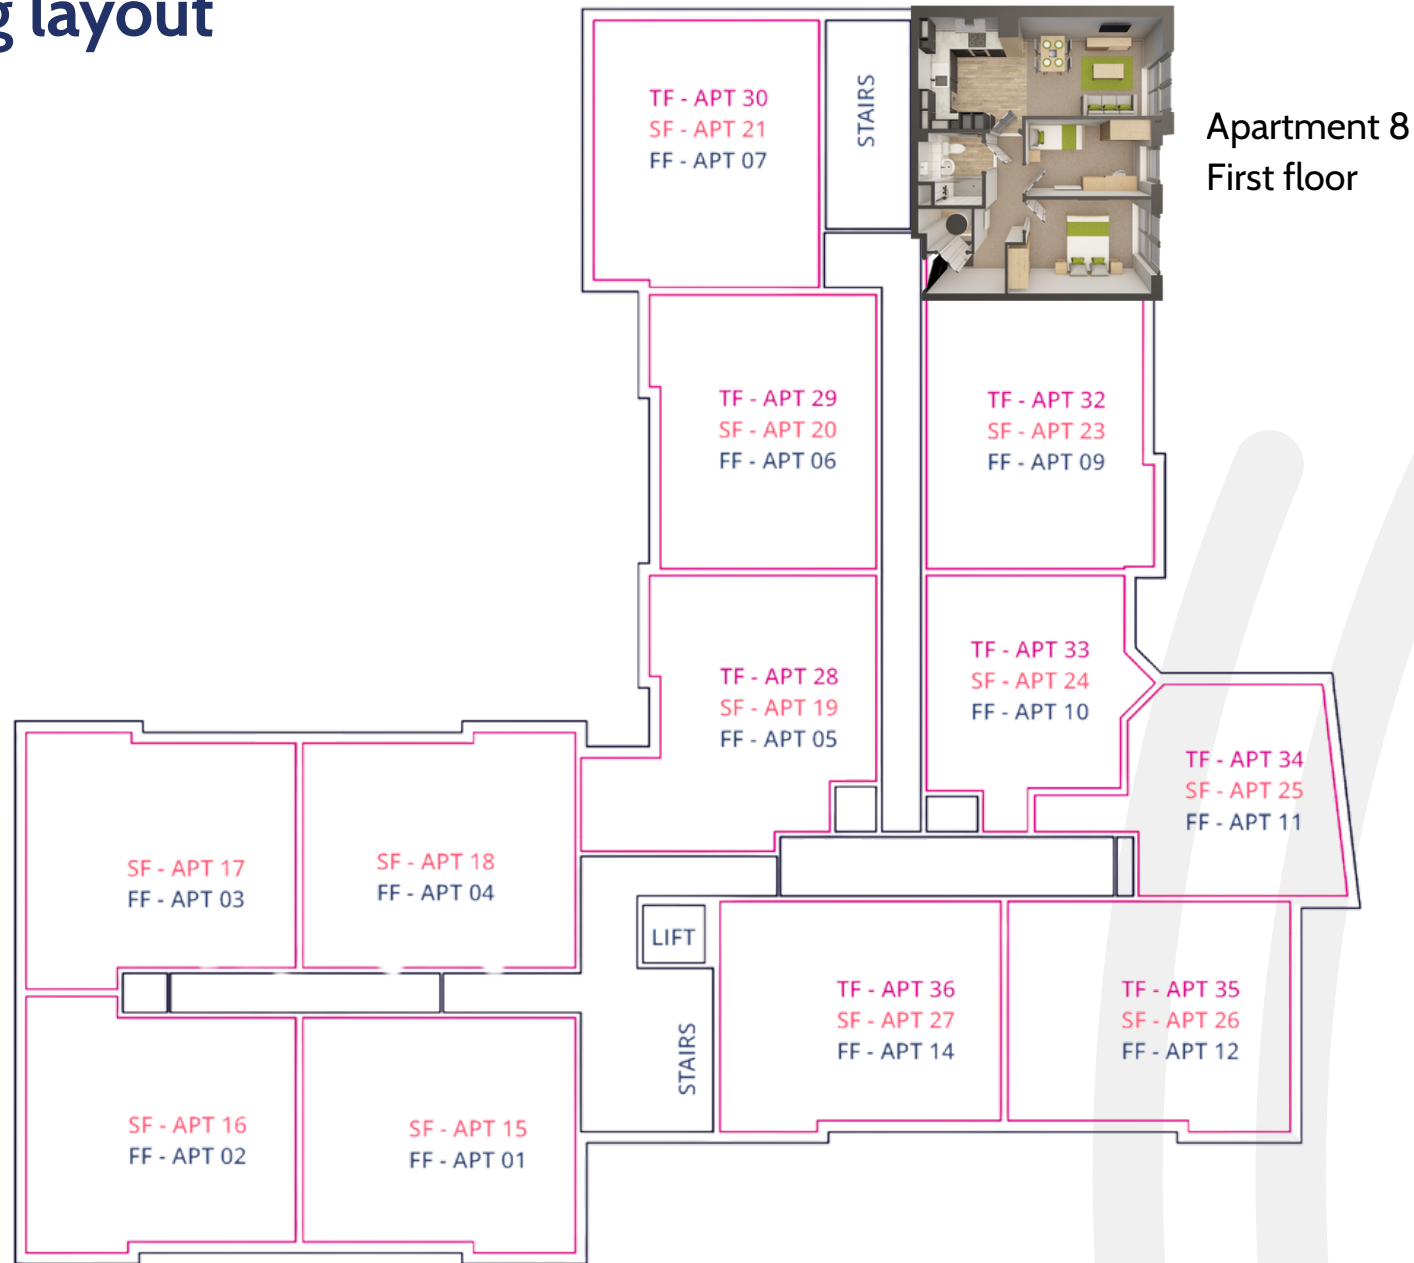 g layout
TF - APT 30
SF - APT 21
FF - APT 07
STAIRS
Apartment 8
First floor
TF - APT 29
SF - APT 20
FF - APT 06
TF - APT 32
SF - APT 23
FF - APT 09
TF - APT 28
SF - APT 19
FF - APT 05
TF - APT 33
SF - APT 24
FF - APT 10
TF - APT 34
SF - APT 25
FF - APT 11
SF - APT 17
FF - APT 03
SF - APT 18
FF - APT 04
LIFT
STAIRS
TF - APT 36
SF - APT 27
FF - APT 14
TF - APT 35
SF - APT 26
FF - APT 12
SF - APT 16
FF - APT 02
SF - APT 15
FF - APT 01